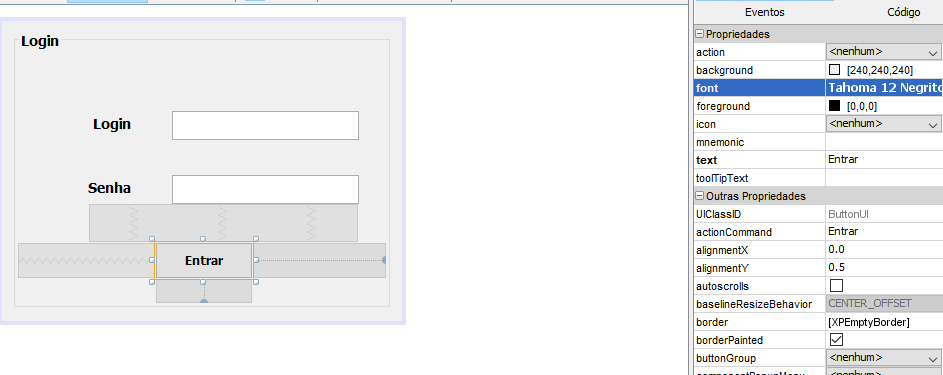 Login
Login
Senha
Entrar
Eventos Código
Propriedades
action <nenhum>
background [240,240,240]
font Tahoma 12 Negrito
foreground [0,0,0]
icon <nenhum>
mnemonic
text Entrar
toolTipText
Outras Propriedades
UIClassID ButtonUI
actionCommand Entrar
alignmentX 0.0
alignmentY 0.5
autoscrolls
baselineResizeBehavior CENTER_OFFSET
border [XPEmptyBorder]
borderPainted
buttonGroup <nenhum>
componentPopupMenu <nenhum>